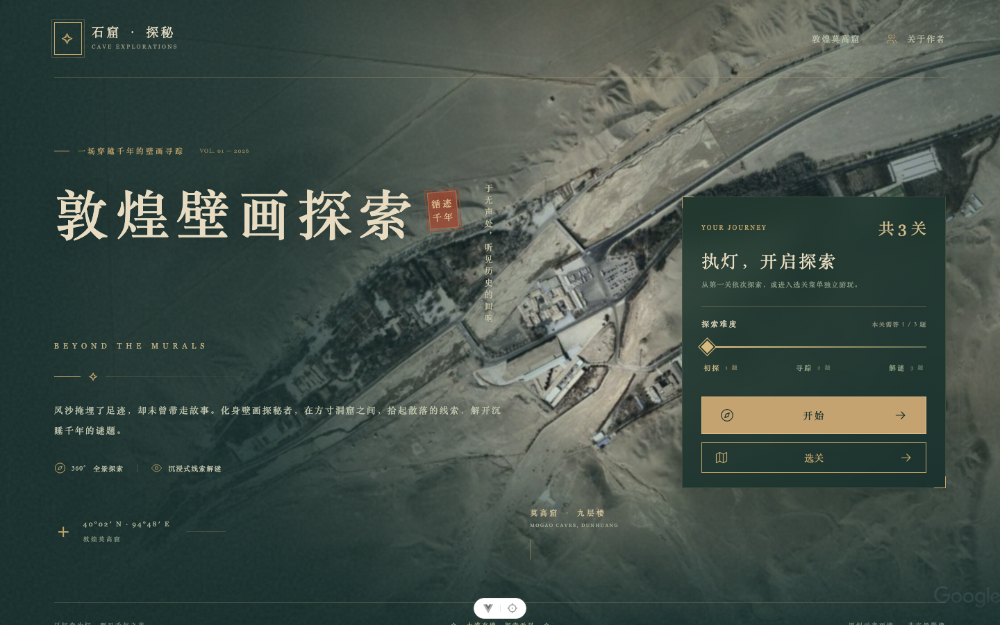 石窟 · 探秘
CAVE EXPLORATIONS
敦煌莫高窟
关于作者
一场穿越千年的壁画寻踪
VOL. 01 — 2026
敦煌壁画探索
循迹
千年
于无声处，听见历史的回响
BEYOND THE MURALS
风沙掩埋了足迹，却未曾带走故事。化身壁画探秘者，在方寸洞窟之间，拾起散落的线索，解开沉
睡千年的谜题。
360° 全景探索
沉浸式线索解谜
40°02′ N · 94°48′ E
敦煌莫高窟
莫高窟 · 九层楼
MOGAO CAVES, DUNHUANG
YOUR JOURNEY
共3关
执灯，开启探索
从第一关依次探索，或进入选关菜单独立游玩。
探索难度
本关需答 1 / 3 题
初探 1 题
寻踪 2 题
解谜 3 题
开始
选关
Google